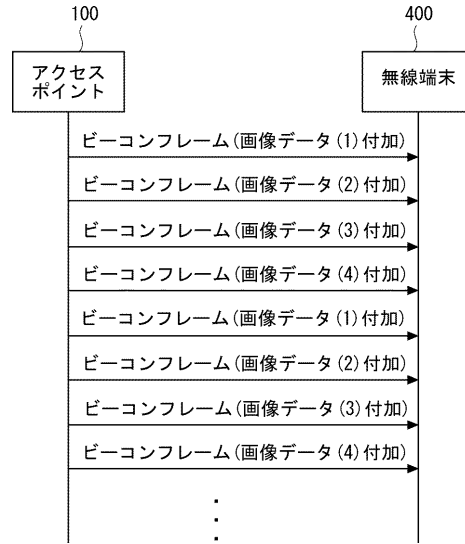 100
400
アクセス
ポイント
無線端末
ビーコンフレーム(画像データ(1)付加)
ビーコンフレーム(画像データ(2)付加)
ビーコンフレーム(画像データ(3)付加)
ビーコンフレーム(画像データ(4)付加)
ビーコンフレーム(画像データ(1)付加)
ビーコンフレーム(画像データ(2)付加)
ビーコンフレーム(画像データ(3)付加)
ビーコンフレーム(画像データ(4)付加)